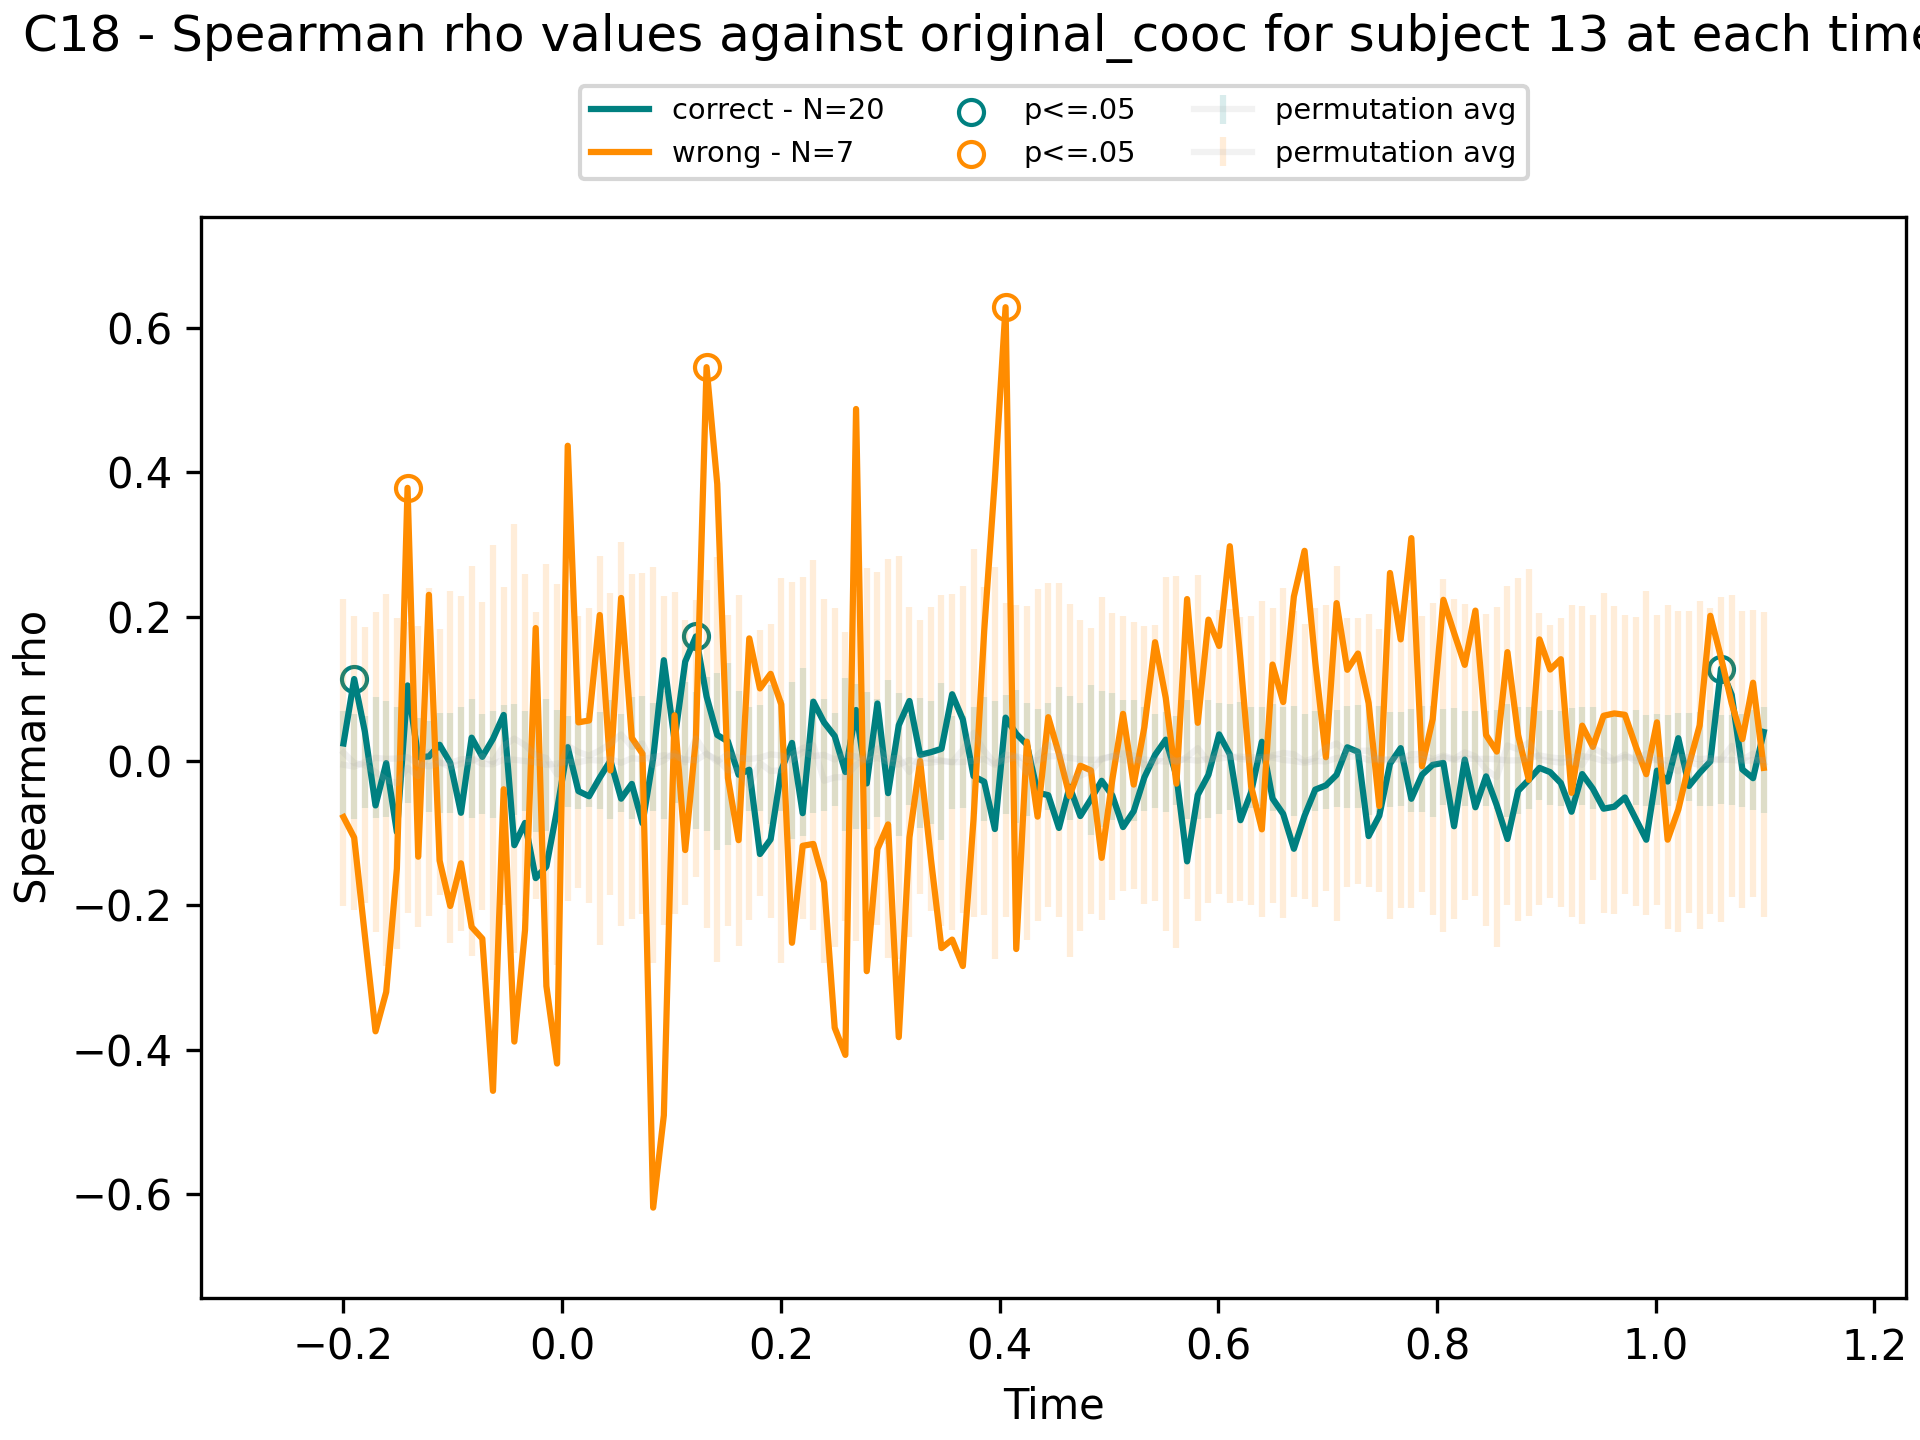 C18 - Spearman rho values against original_cooc for subject 13 at each time
correct - N=20 p<=.05 permutation avg
wrong - N=7 p<=.05 permutation avg
Spearman rho
0.6
0.4
0.2
0.0
−0.2
−0.4
−0.6
−0.2 0.0 0.2 0.4 0.6 0.8 1.0 1.2
Time